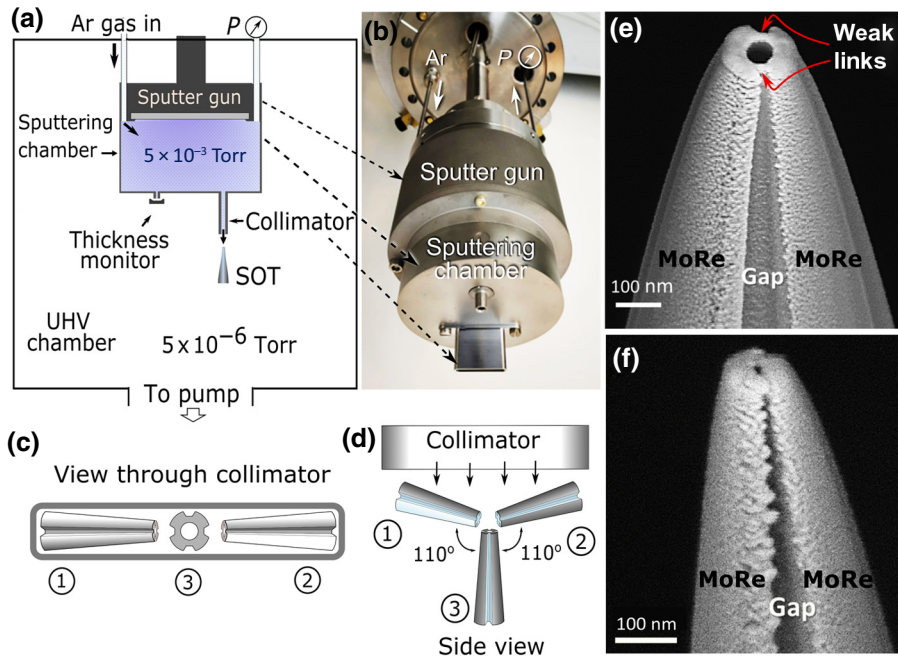 (a)
Ar gas in
P
Sputter gun
Sputtering
chamber
5 × 10⁻³ Torr
Thickness
monitor
Collimator
SOT
UHV
chamber
5 x 10⁻⁶ Torr
To pump
(b)
Ar
P
Sputter gun
Sputtering
chamber
(c)
View through collimator
1
3
2
(d)
Collimator
1
2
110°
110°
3
Side view
(e)
Weak
links
MoRe
MoRe
Gap
100 nm
(f)
MoRe
MoRe
Gap
100 nm